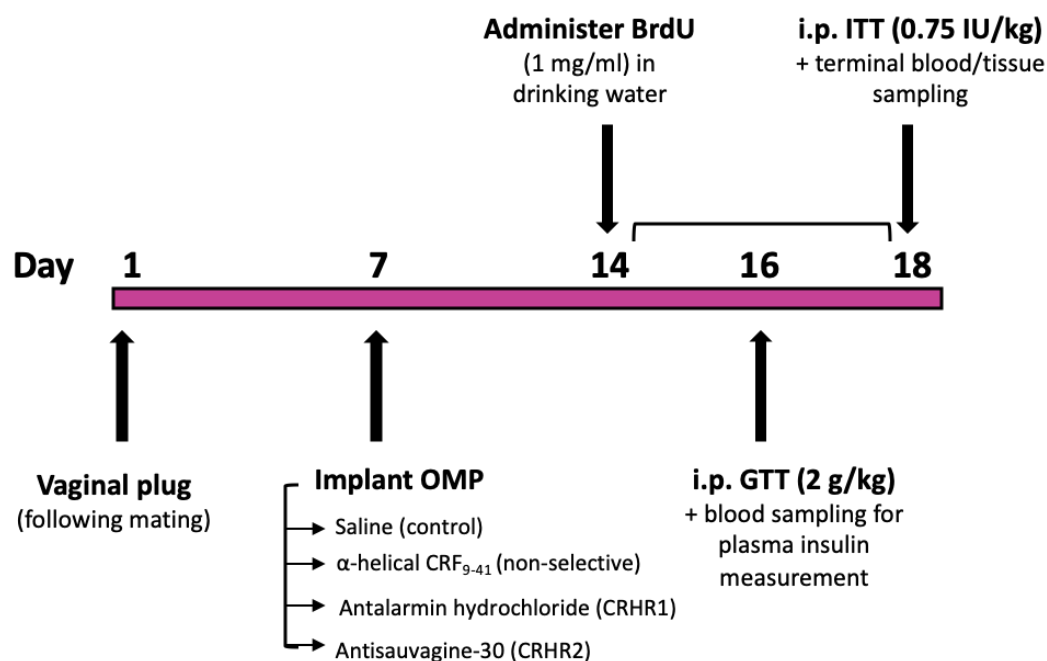 Administer BrdU
(1 mg/ml) in
drinking water
i.p. ITT (0.75 IU/kg)
+ terminal blood/tissue
sampling
Day 1 7 14 16 18
Vaginal plug
(following mating)
Implant OMP
Saline (control)
α-helical CRF₉₋₄₁ (non-selective)
Antalarmin hydrochloride (CRHR1)
Antisauvagine-30 (CRHR2)
i.p. GTT (2 g/kg)
+ blood sampling for
plasma insulin
measurement